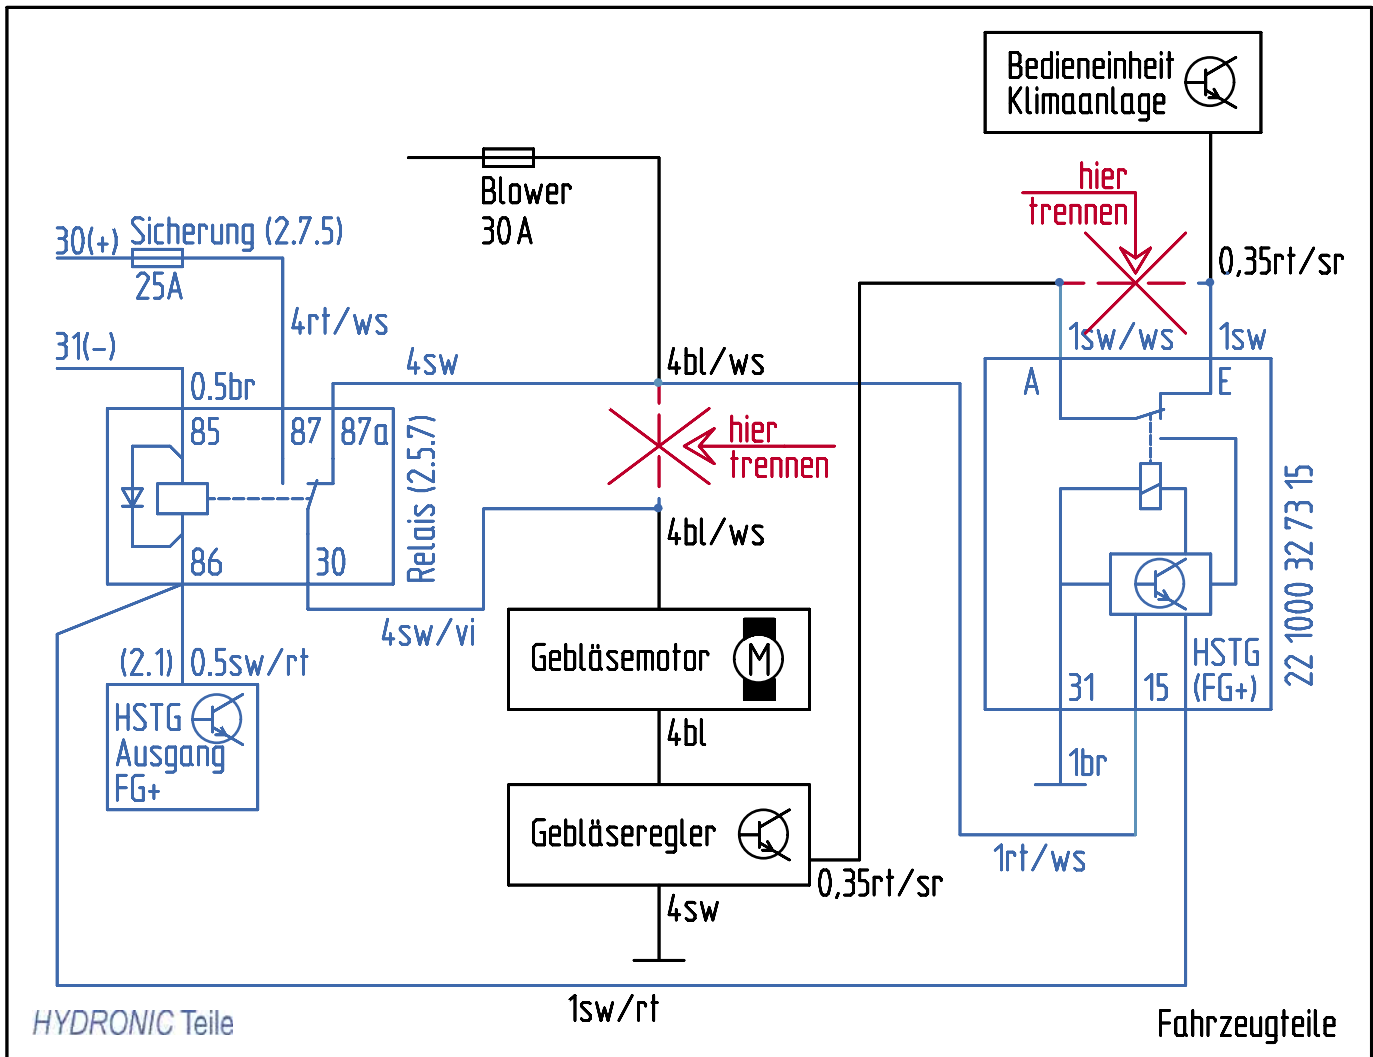 Bedieneinheit
Klimaanlage
Blower
30 A
hier
trennen
30(+)
Sicherung (2.7.5)
25A
0,35rt/sr
4rt/ws
31(-)
4sw
4bl/ws
1sw/ws
1sw
0.5br
A
E
85
87
87a
hier
trennen
Relais (2.5.7)
4bl/ws
86
30
22 1000 32 73 15
4sw/vi
Gebläsemotor
M
(2.1)
0.5sw/rt
HSTG
(FG+)
31
15
HSTG
Ausgang
FG+
4bl
1br
Gebläseregler
1rt/ws
0,35rt/sr
4sw
1sw/rt
HYDRONIC Teile
Fahrzeugteile